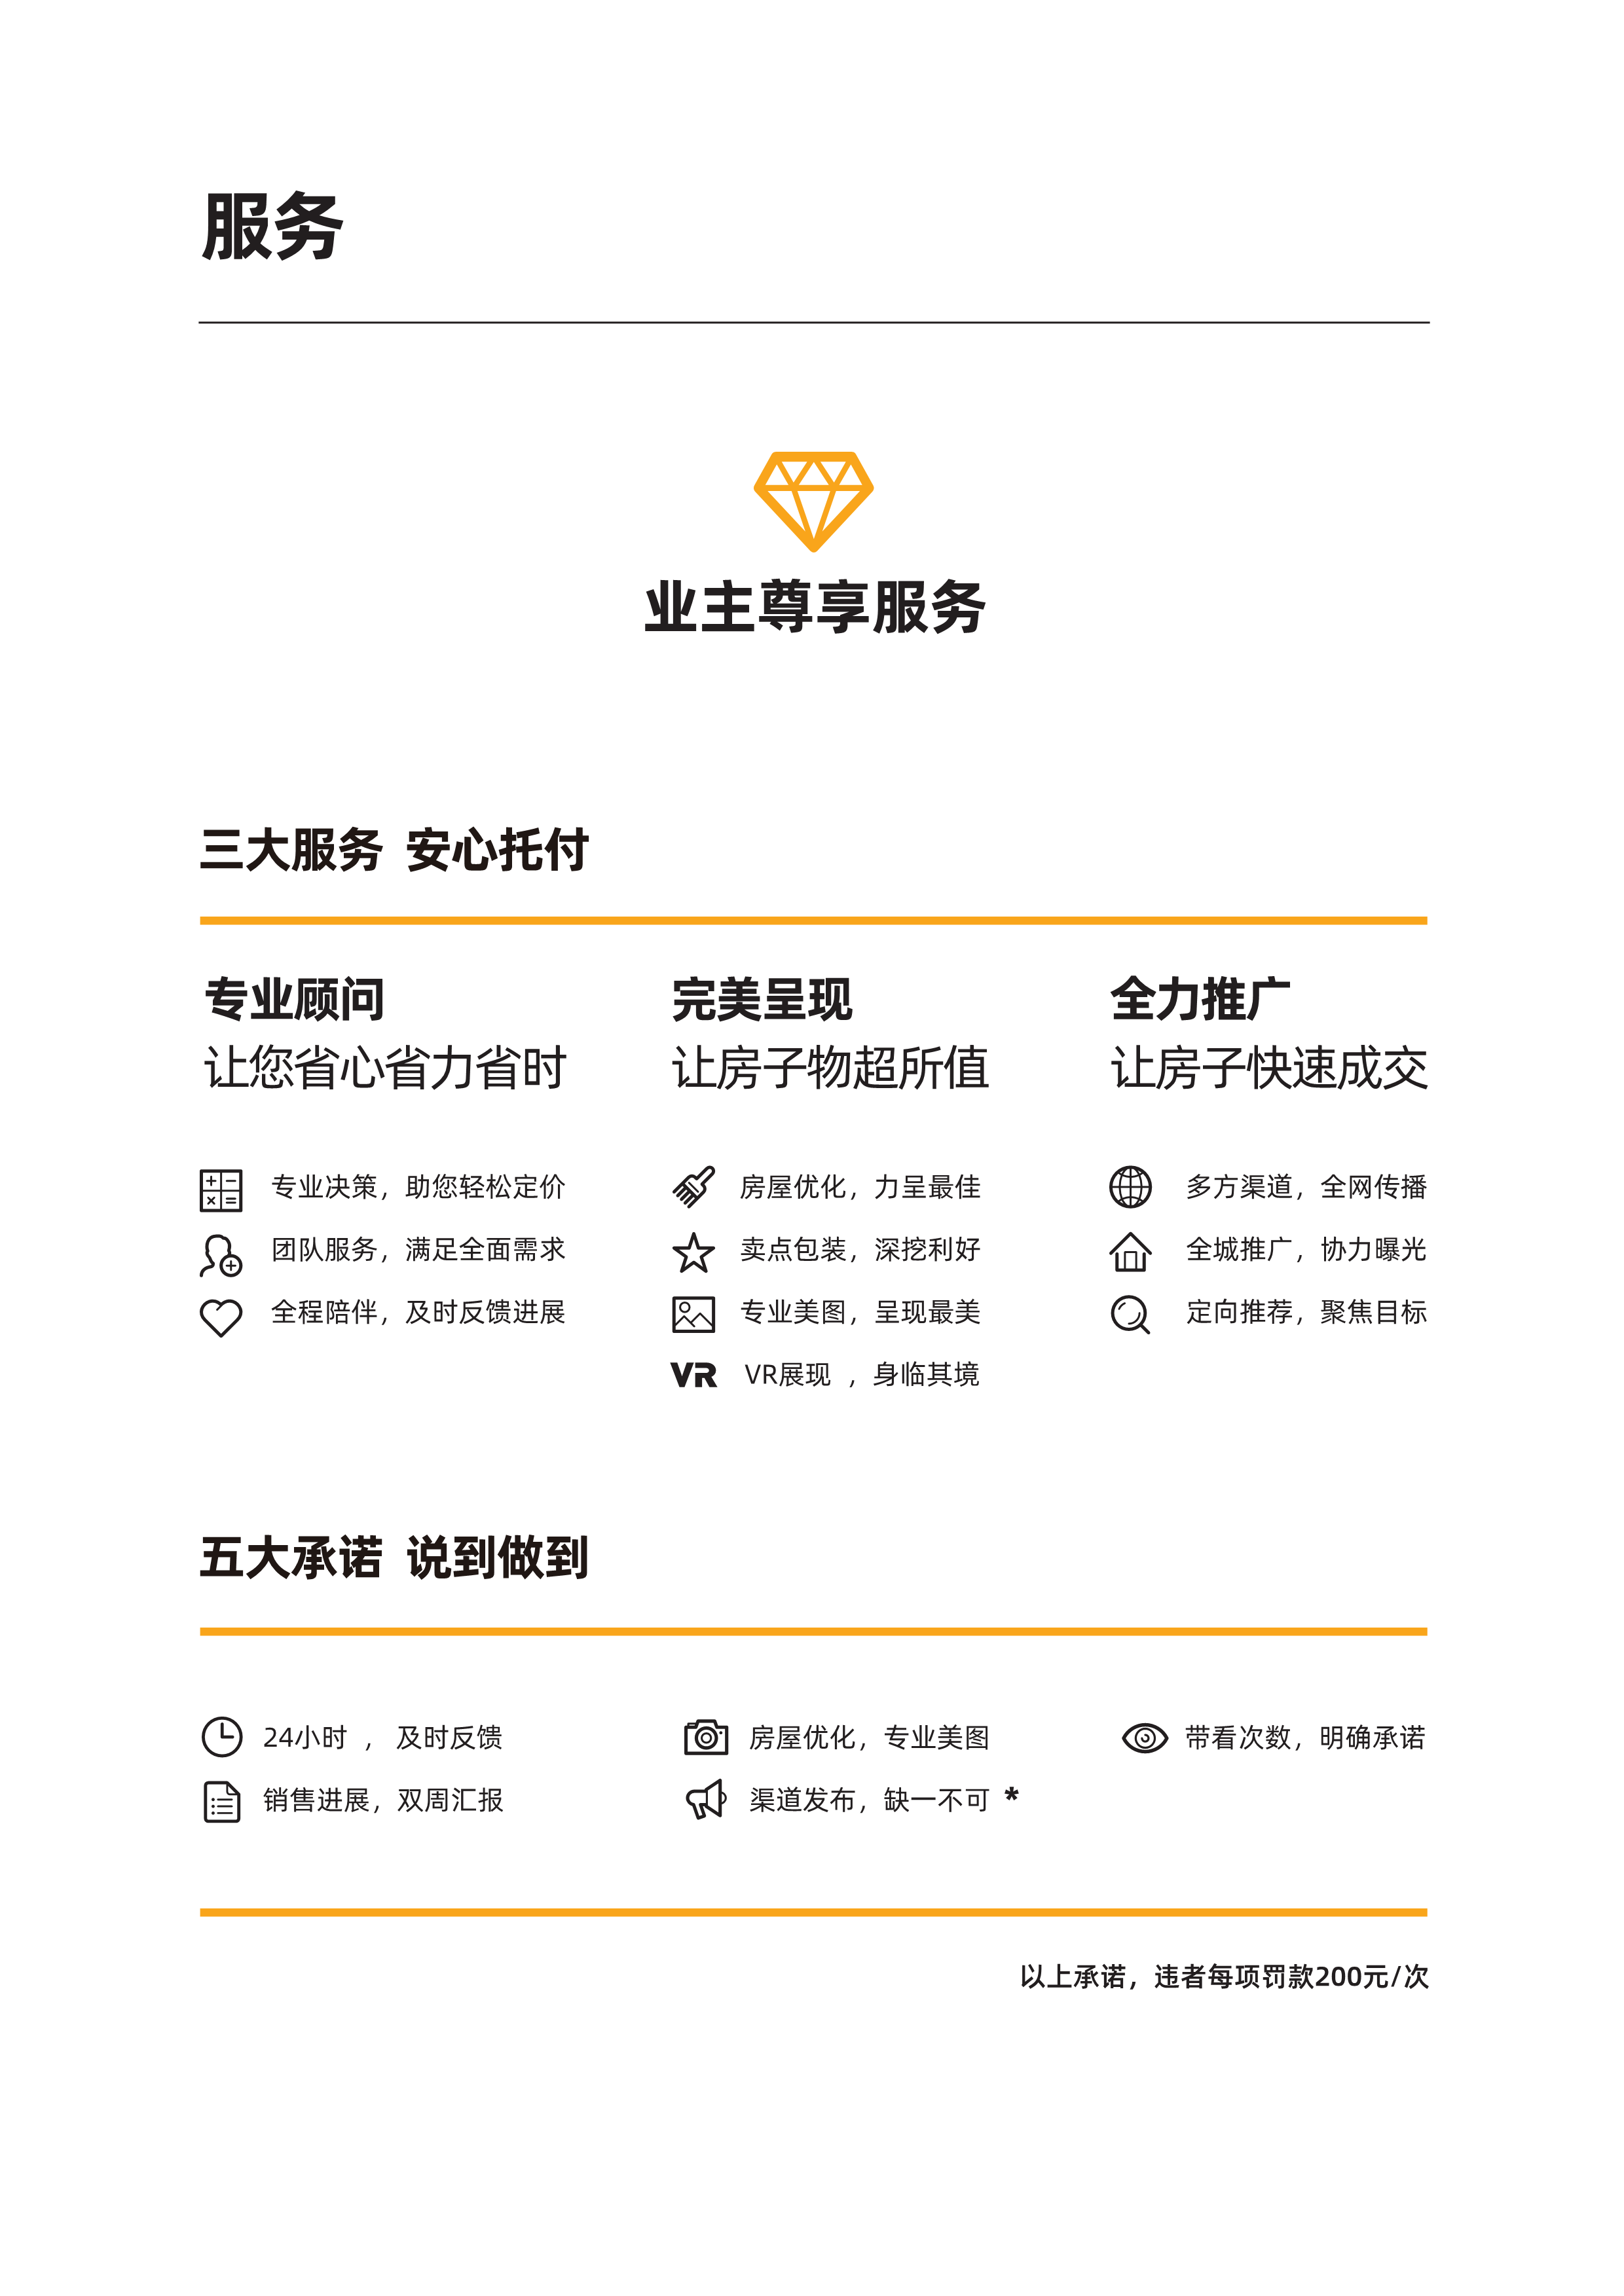 服务
业主尊享服务
三大服务 安心托付
专业顾问
让您省心省力省时
专业决策，助您轻松定价
团队服务，满足全面需求
全程陪伴，及时反馈进展
完美呈现
让房子物超所值
房屋优化，力呈最佳
卖点包装，深挖利好
专业美图，呈现最美
VR VR展现 ，身临其境
全力推广
让房子快速成交
多方渠道，全网传播
全城推广，协力曝光
定向推荐，聚焦目标
五大承诺 说到做到
24小时 ，及时反馈
销售进展，双周汇报
房屋优化，专业美图
渠道发布，缺一不可 *
带看次数，明确承诺
以上承诺，违者每项罚款200元/次